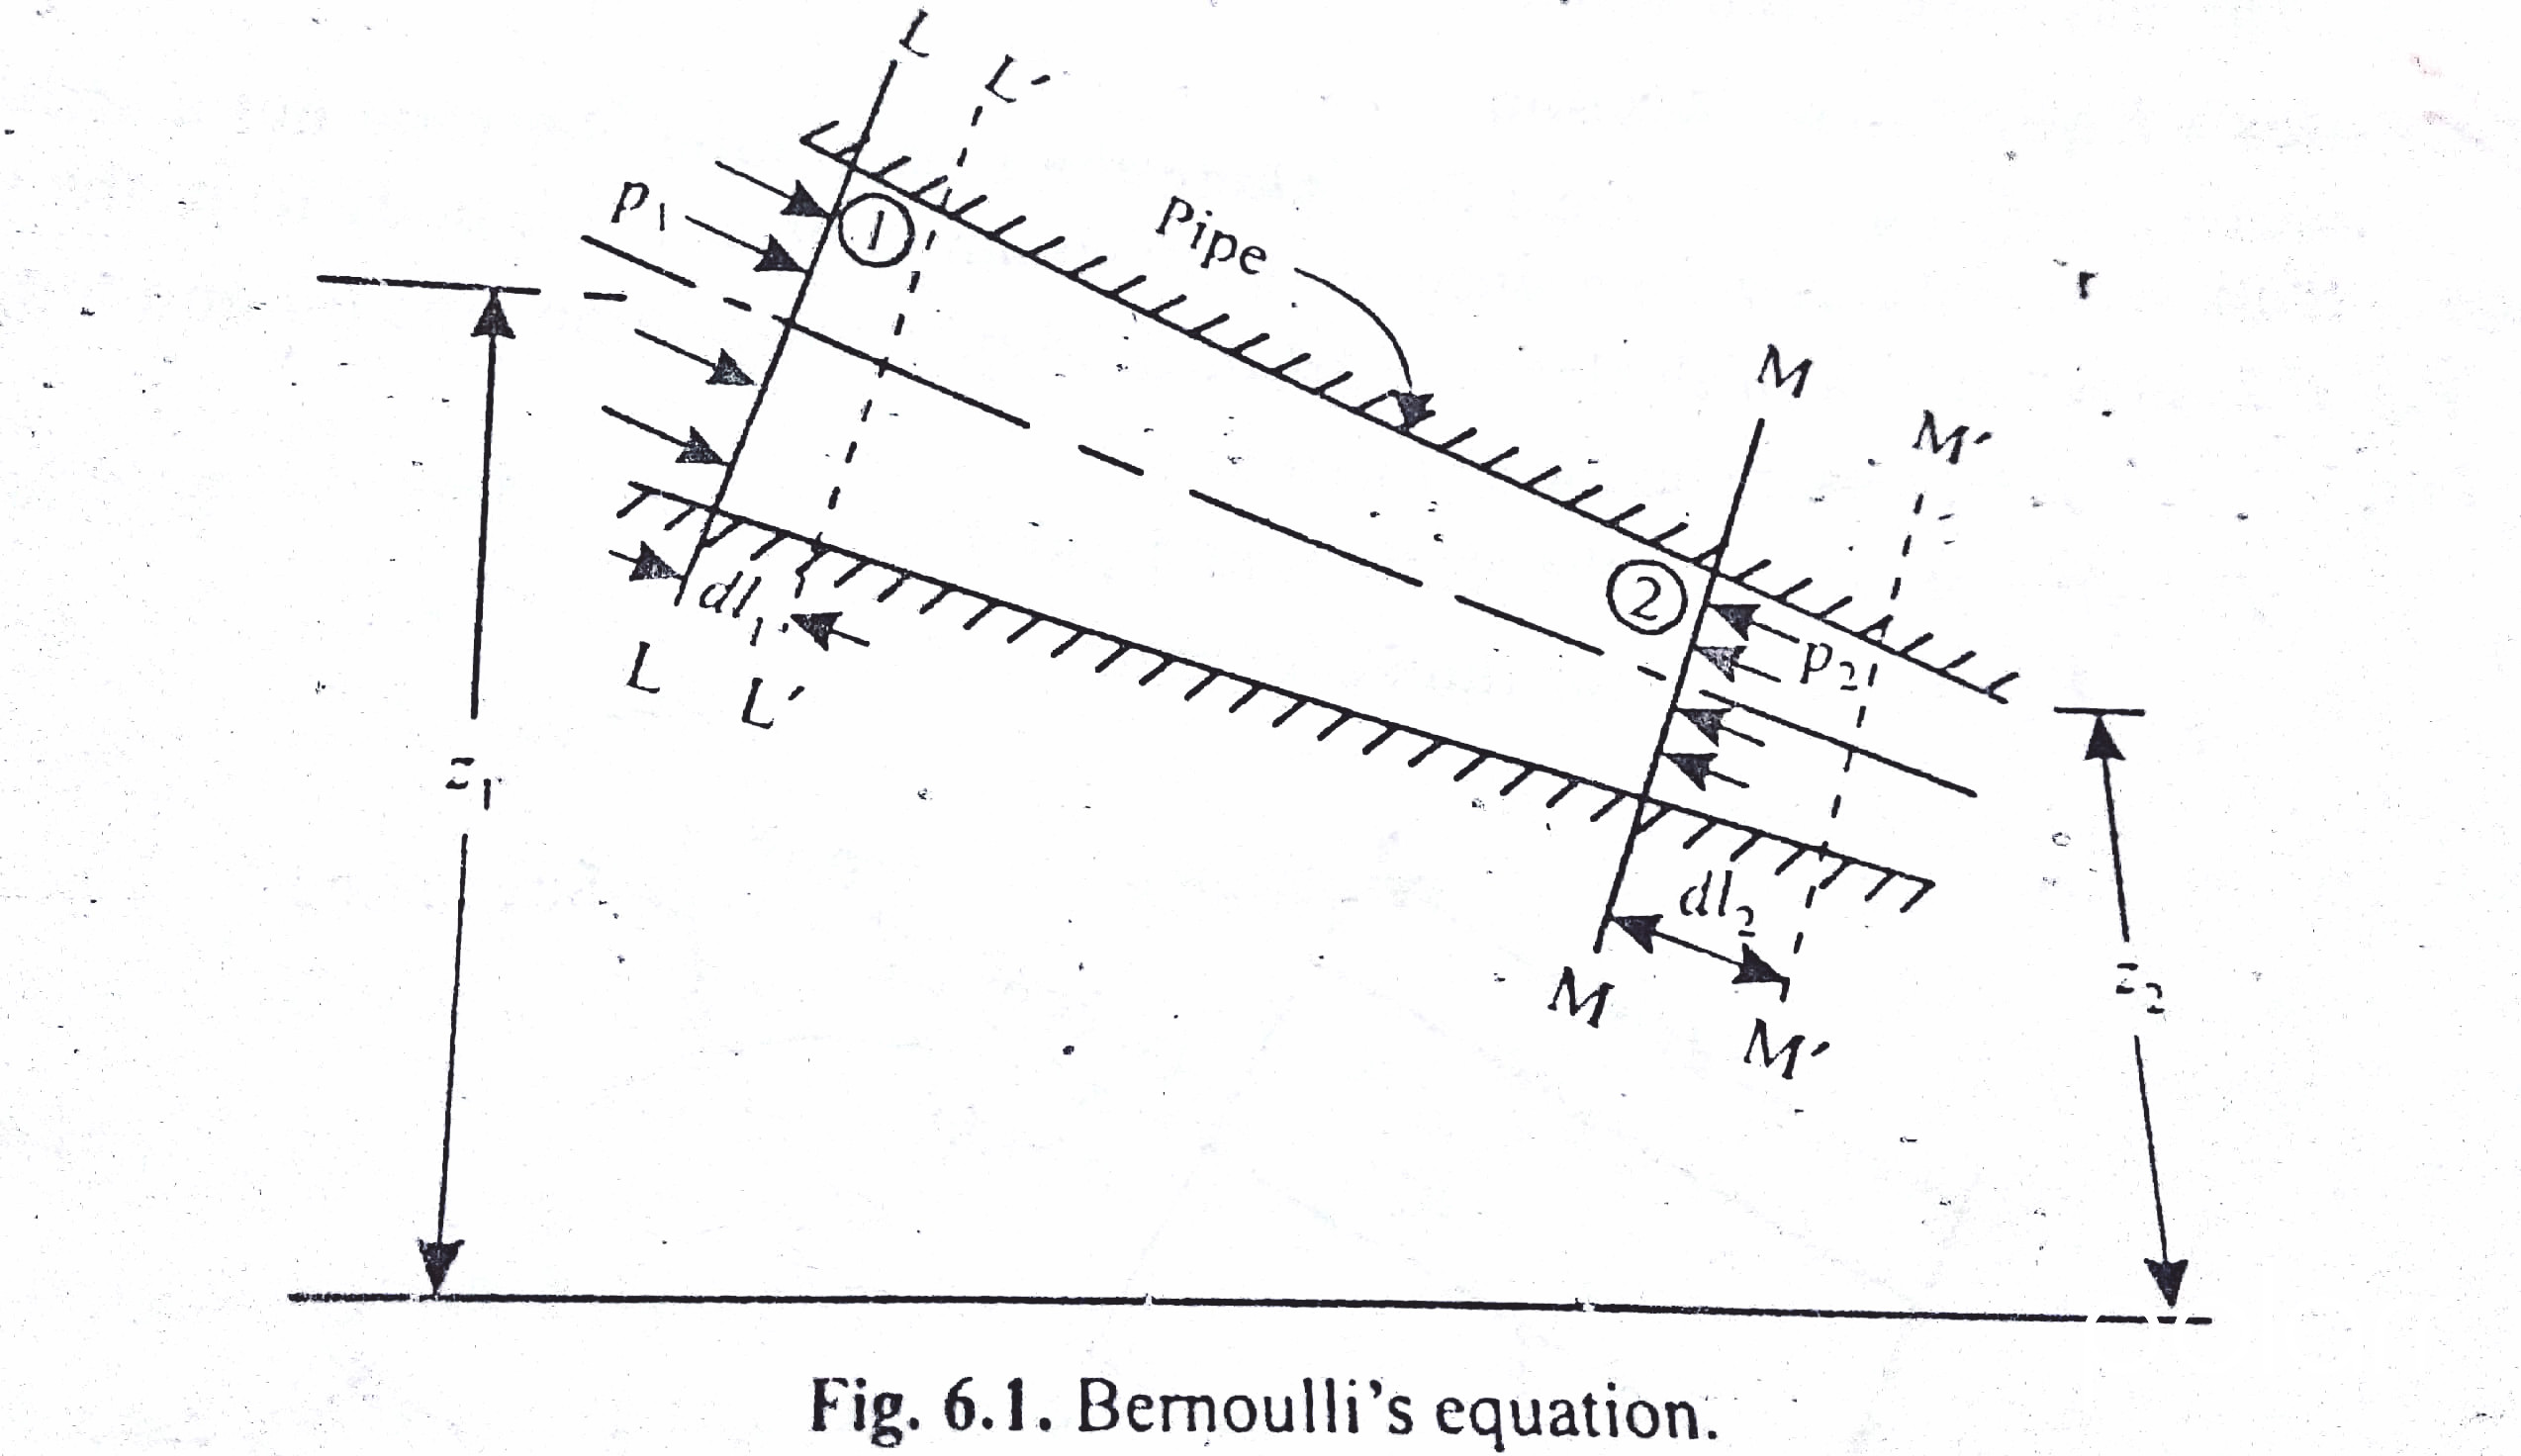 L
L′
p₁
①
Pipe
M
M′
②
p₂
dl₁
L
L′
z₁
dl₂
z₂
M
M′
Fig. 6.1. Bernoulli's equation.